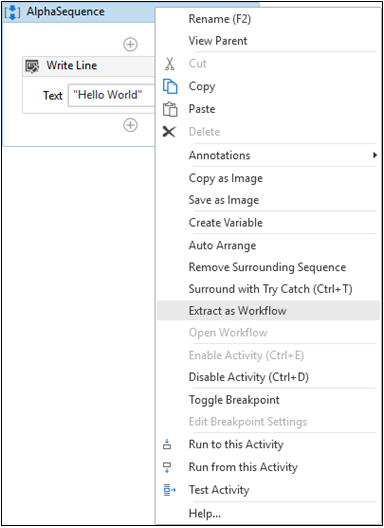 AlphaSequence
Write Line
Text "Hello World"
Rename (F2)
View Parent
Cut
Copy
Paste
Delete
Annotations
Copy as Image
Save as Image
Create Variable
Auto Arrange
Remove Surrounding Sequence
Surround with Try Catch (Ctrl+T)
Extract as Workflow
Open Workflow
Enable Activity (Ctrl+E)
Disable Activity (Ctrl+D)
Toggle Breakpoint
Edit Breakpoint Settings
Run to this Activity
Run from this Activity
Test Activity
Help...